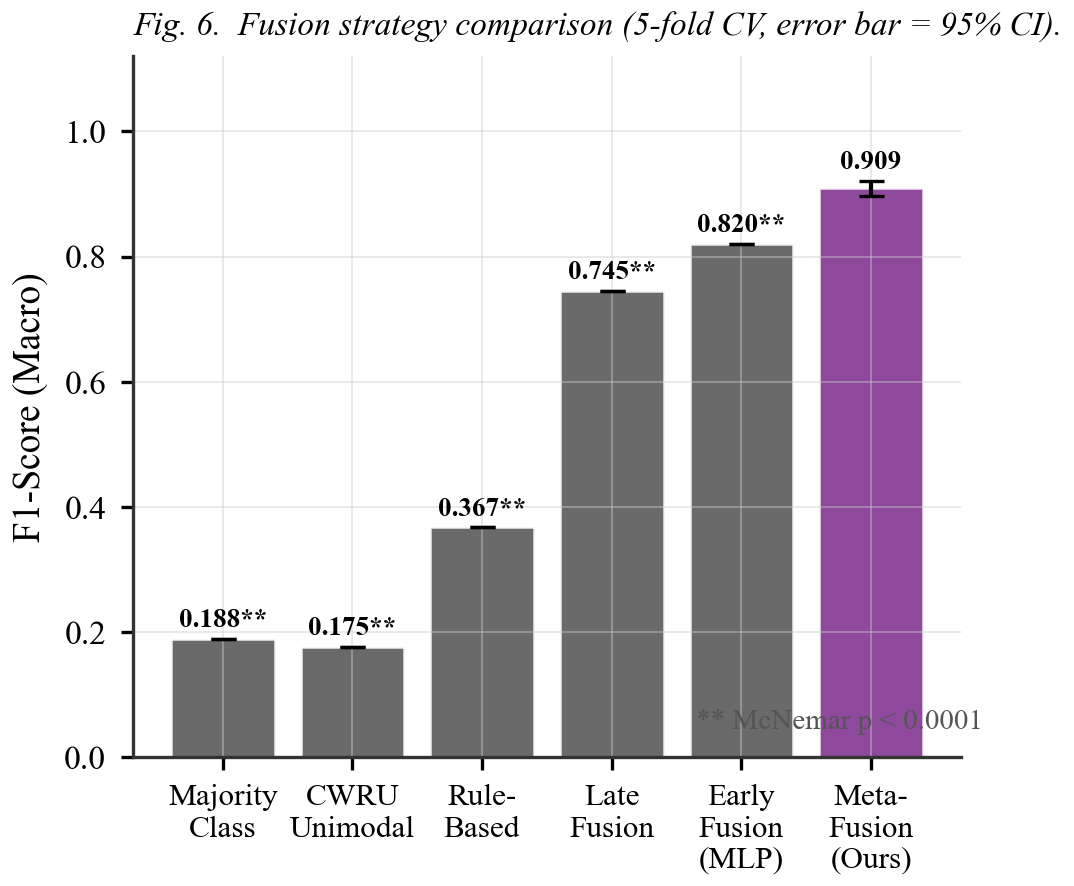 Fig. 6.  Fusion strategy comparison (5-fold CV, error bar = 95% CI).
F1-Score (Macro)
1.0
0.8
0.6
0.4
0.2
0.0
0.188**
0.175**
0.367**
0.745**
0.820**
0.909
** McNemar p < 0.0001
Majority
Class
CWRU
Unimodal
Rule-
Based
Late
Fusion
Early
Fusion
(MLP)
Meta-
Fusion
(Ours)